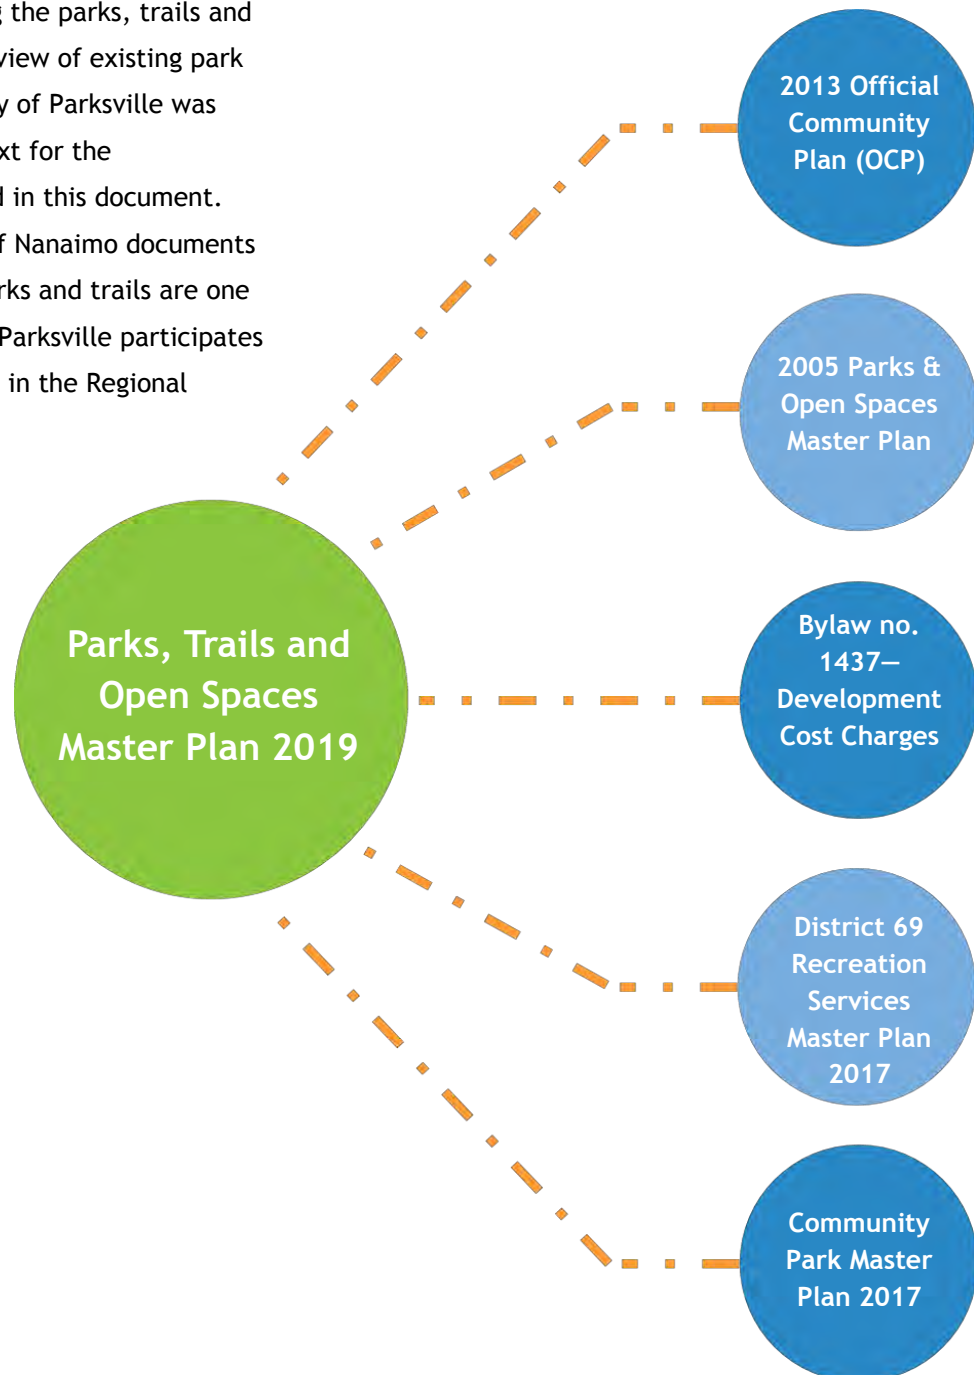 g the parks, trails and
view of existing park
y of Parksville was
xt for the
d in this document.
f Nanaimo documents
rks and trails are one
Parksville participates
in the Regional
2013 Official
Community
Plan (OCP)
2005 Parks &
Open Spaces
Master Plan
Parks, Trails and
Open Spaces
Master Plan 2019
Bylaw no.
1437—
Development
Cost Charges
District 69
Recreation
Services
Master Plan
2017
Community
Park Master
Plan 2017